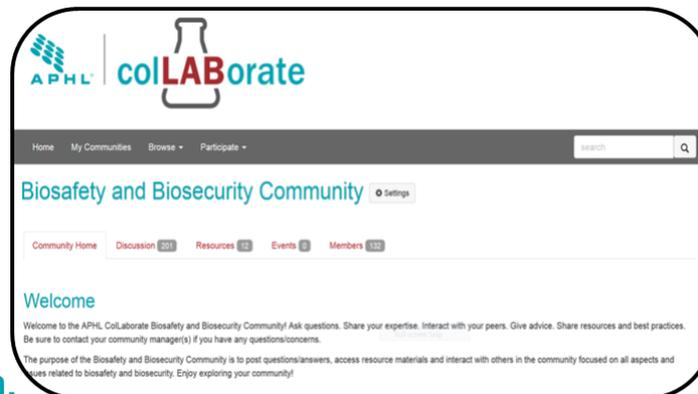 APHL colLABorate
Home My Communities Browse Participate search
Biosafety and Biosecurity Community Settings
Community Home Discussion 201 Resources 12 Events 0 Members 132
Welcome
Welcome to the APHL ColLaborate Biosafety and Biosecurity Community! Ask questions. Share your expertise. Interact with your peers. Give advice. Share resources and best practices.
Be sure to contact your community manager(s) if you have any questions/concerns.
The purpose of the Biosafety and Biosecurity Community is to post questions/answers, access resource materials and interact with others in the community focused on all aspects and
issues related to biosafety and biosecurity. Enjoy exploring your community!